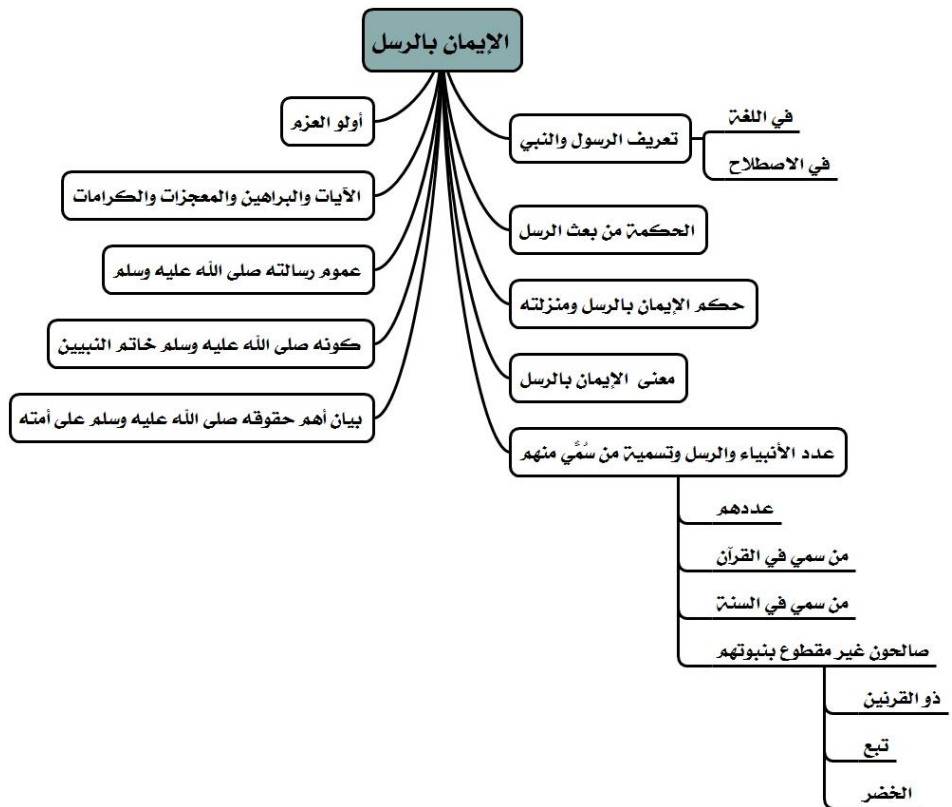 الإيمان بالرسل
تعريف الرسول والنبي
في اللغة
في الاصطلاح
الحكمة من بعث الرسل
حكم الإيمان بالرسل ومنزلته
معنى الإيمان بالرسل
عدد الأنبياء والرسل وتسمية من سُمِّي منهم
عددهم
من سمي في القرآن
من سمي في السنة
صالحون غير مقطوع بنبوتهم
ذو القرنين
تبع
الخضر
أولو العزم
الآيات والبراهين والمعجزات والكرامات
عموم رسالته صلى الله عليه وسلم
كونه صلى الله عليه وسلم خاتم النبيين
بيان أهم حقوقه صلى الله عليه وسلم على أمته